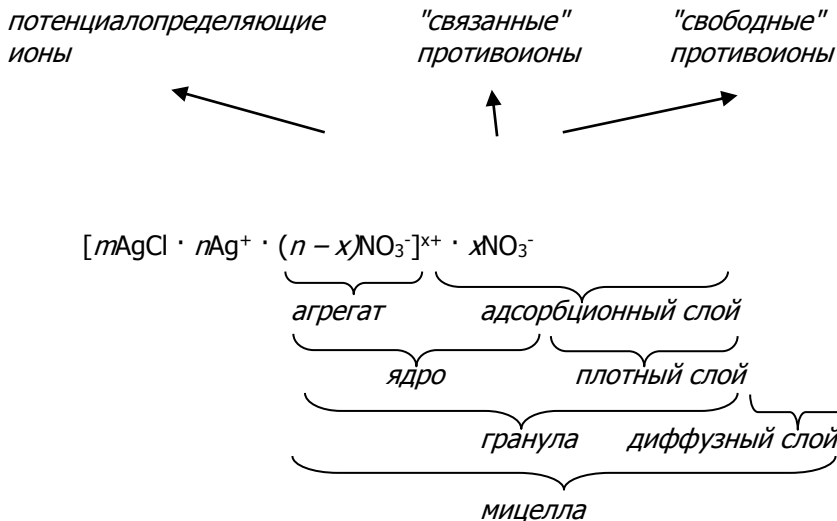 потенциалопределяющие "связанные" "свободные"
ионы противоионы противоионы
[mAgCl · nAg⁺ · (n – x)NO₃⁻]ˣ⁺ · xNO₃⁻
агрегат адсорбционный слой
ядро плотный слой
гранула диффузный слой
мицелла